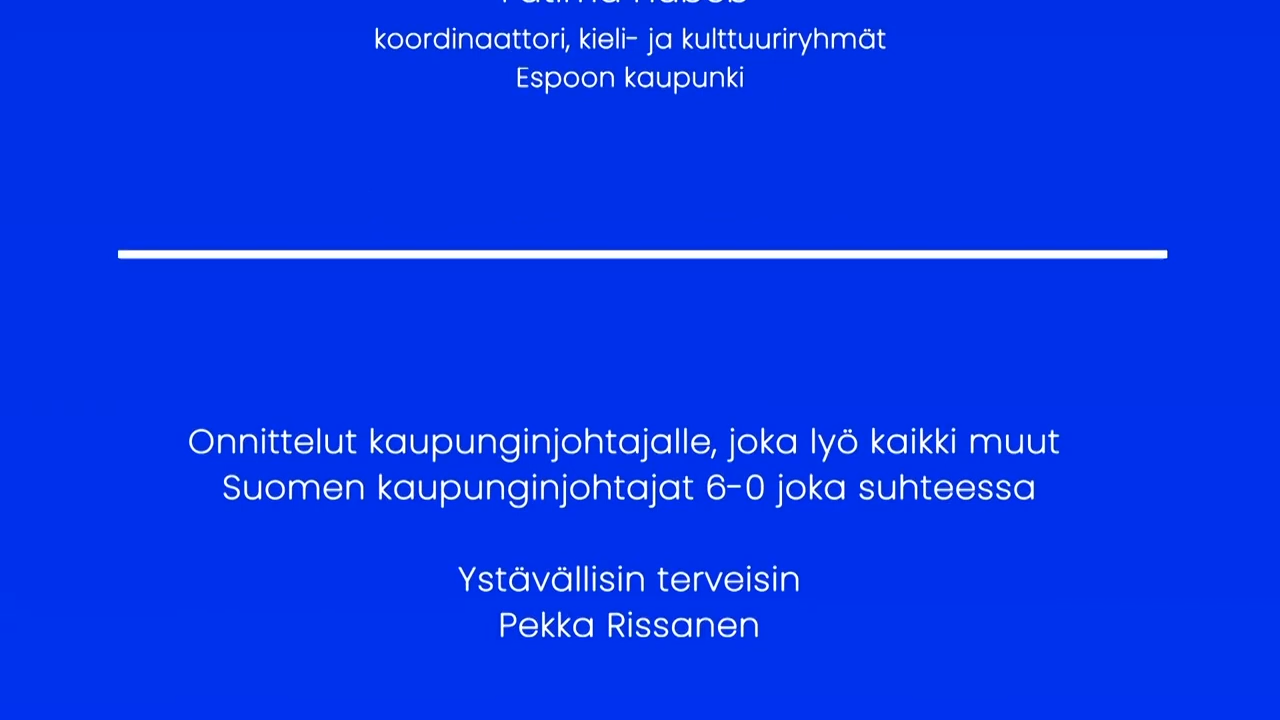 koordinaattori, kieli- ja kulttuuriryhmät
Espoon kaupunki
Onnittelut kaupunginjohtajalle, joka lyö kaikki muut
Suomen kaupunginjohtajat 6-0 joka suhteessa
Ystävällisin terveisin
Pekka Rissanen